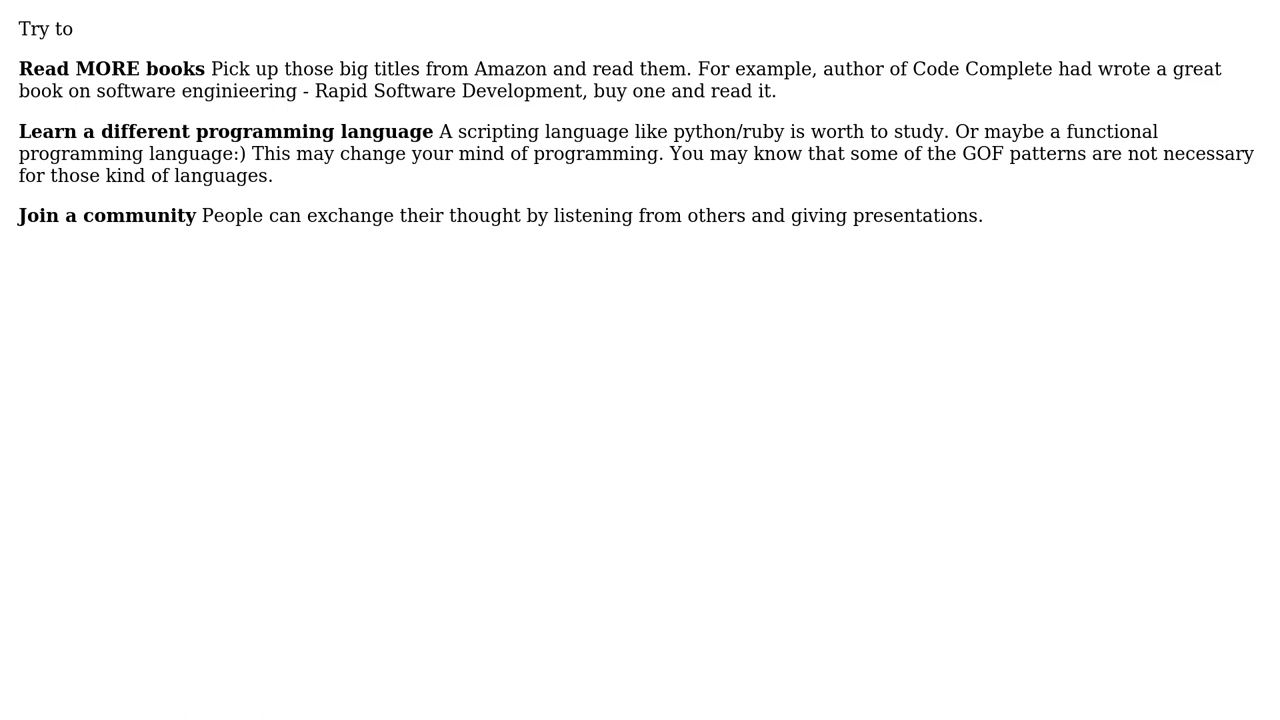 Try to
Read MORE books Pick up those big titles from Amazon and read them. For example, author of Code Complete had wrote a great
book on software enginieering - Rapid Software Development, buy one and read it.
Learn a different programming language A scripting language like python/ruby is worth to study. Or maybe a functional
programming language:) This may change your mind of programming. You may know that some of the GOF patterns are not necessary
for those kind of languages.
Join a community People can exchange their thought by listening from others and giving presentations.